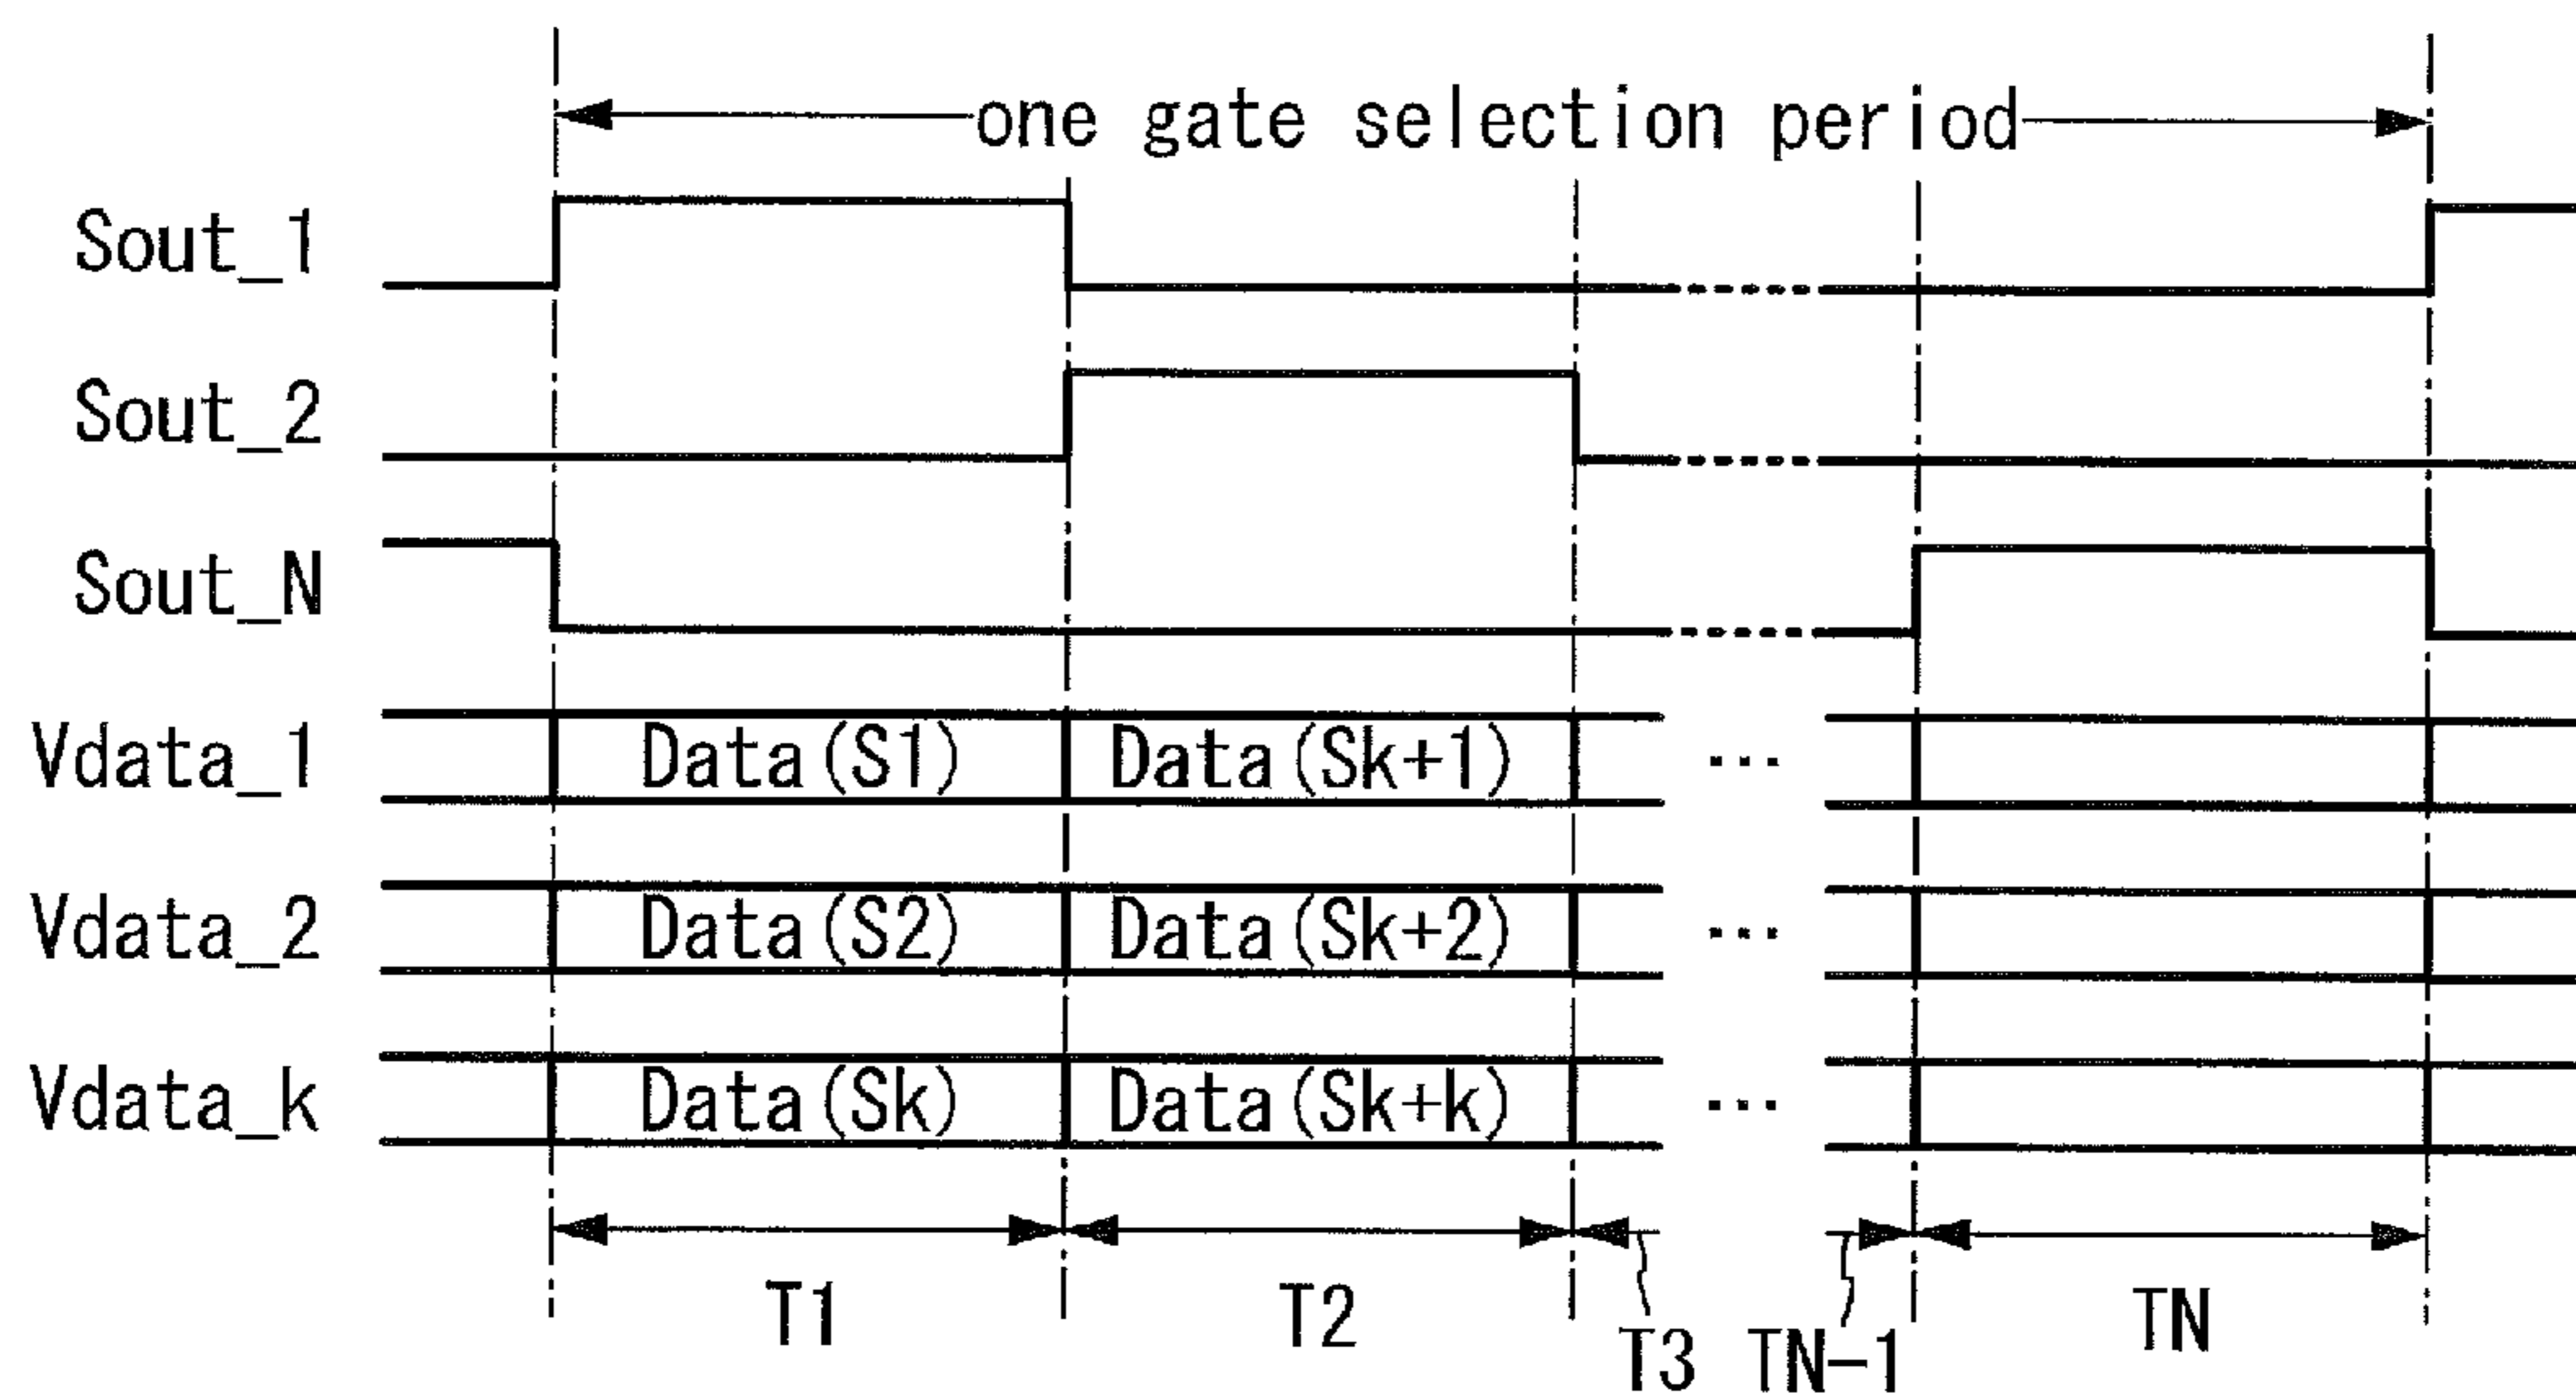 one gate selection period
Sout_1
Sout_2
Sout_N
Vdata_1 Data(S1) Data(Sk+1) ...
Vdata_2 Data(S2) Data(Sk+2) ...
Vdata_k Data(Sk) Data(Sk+k) ...
T1 T2 T3 TN-1 TN